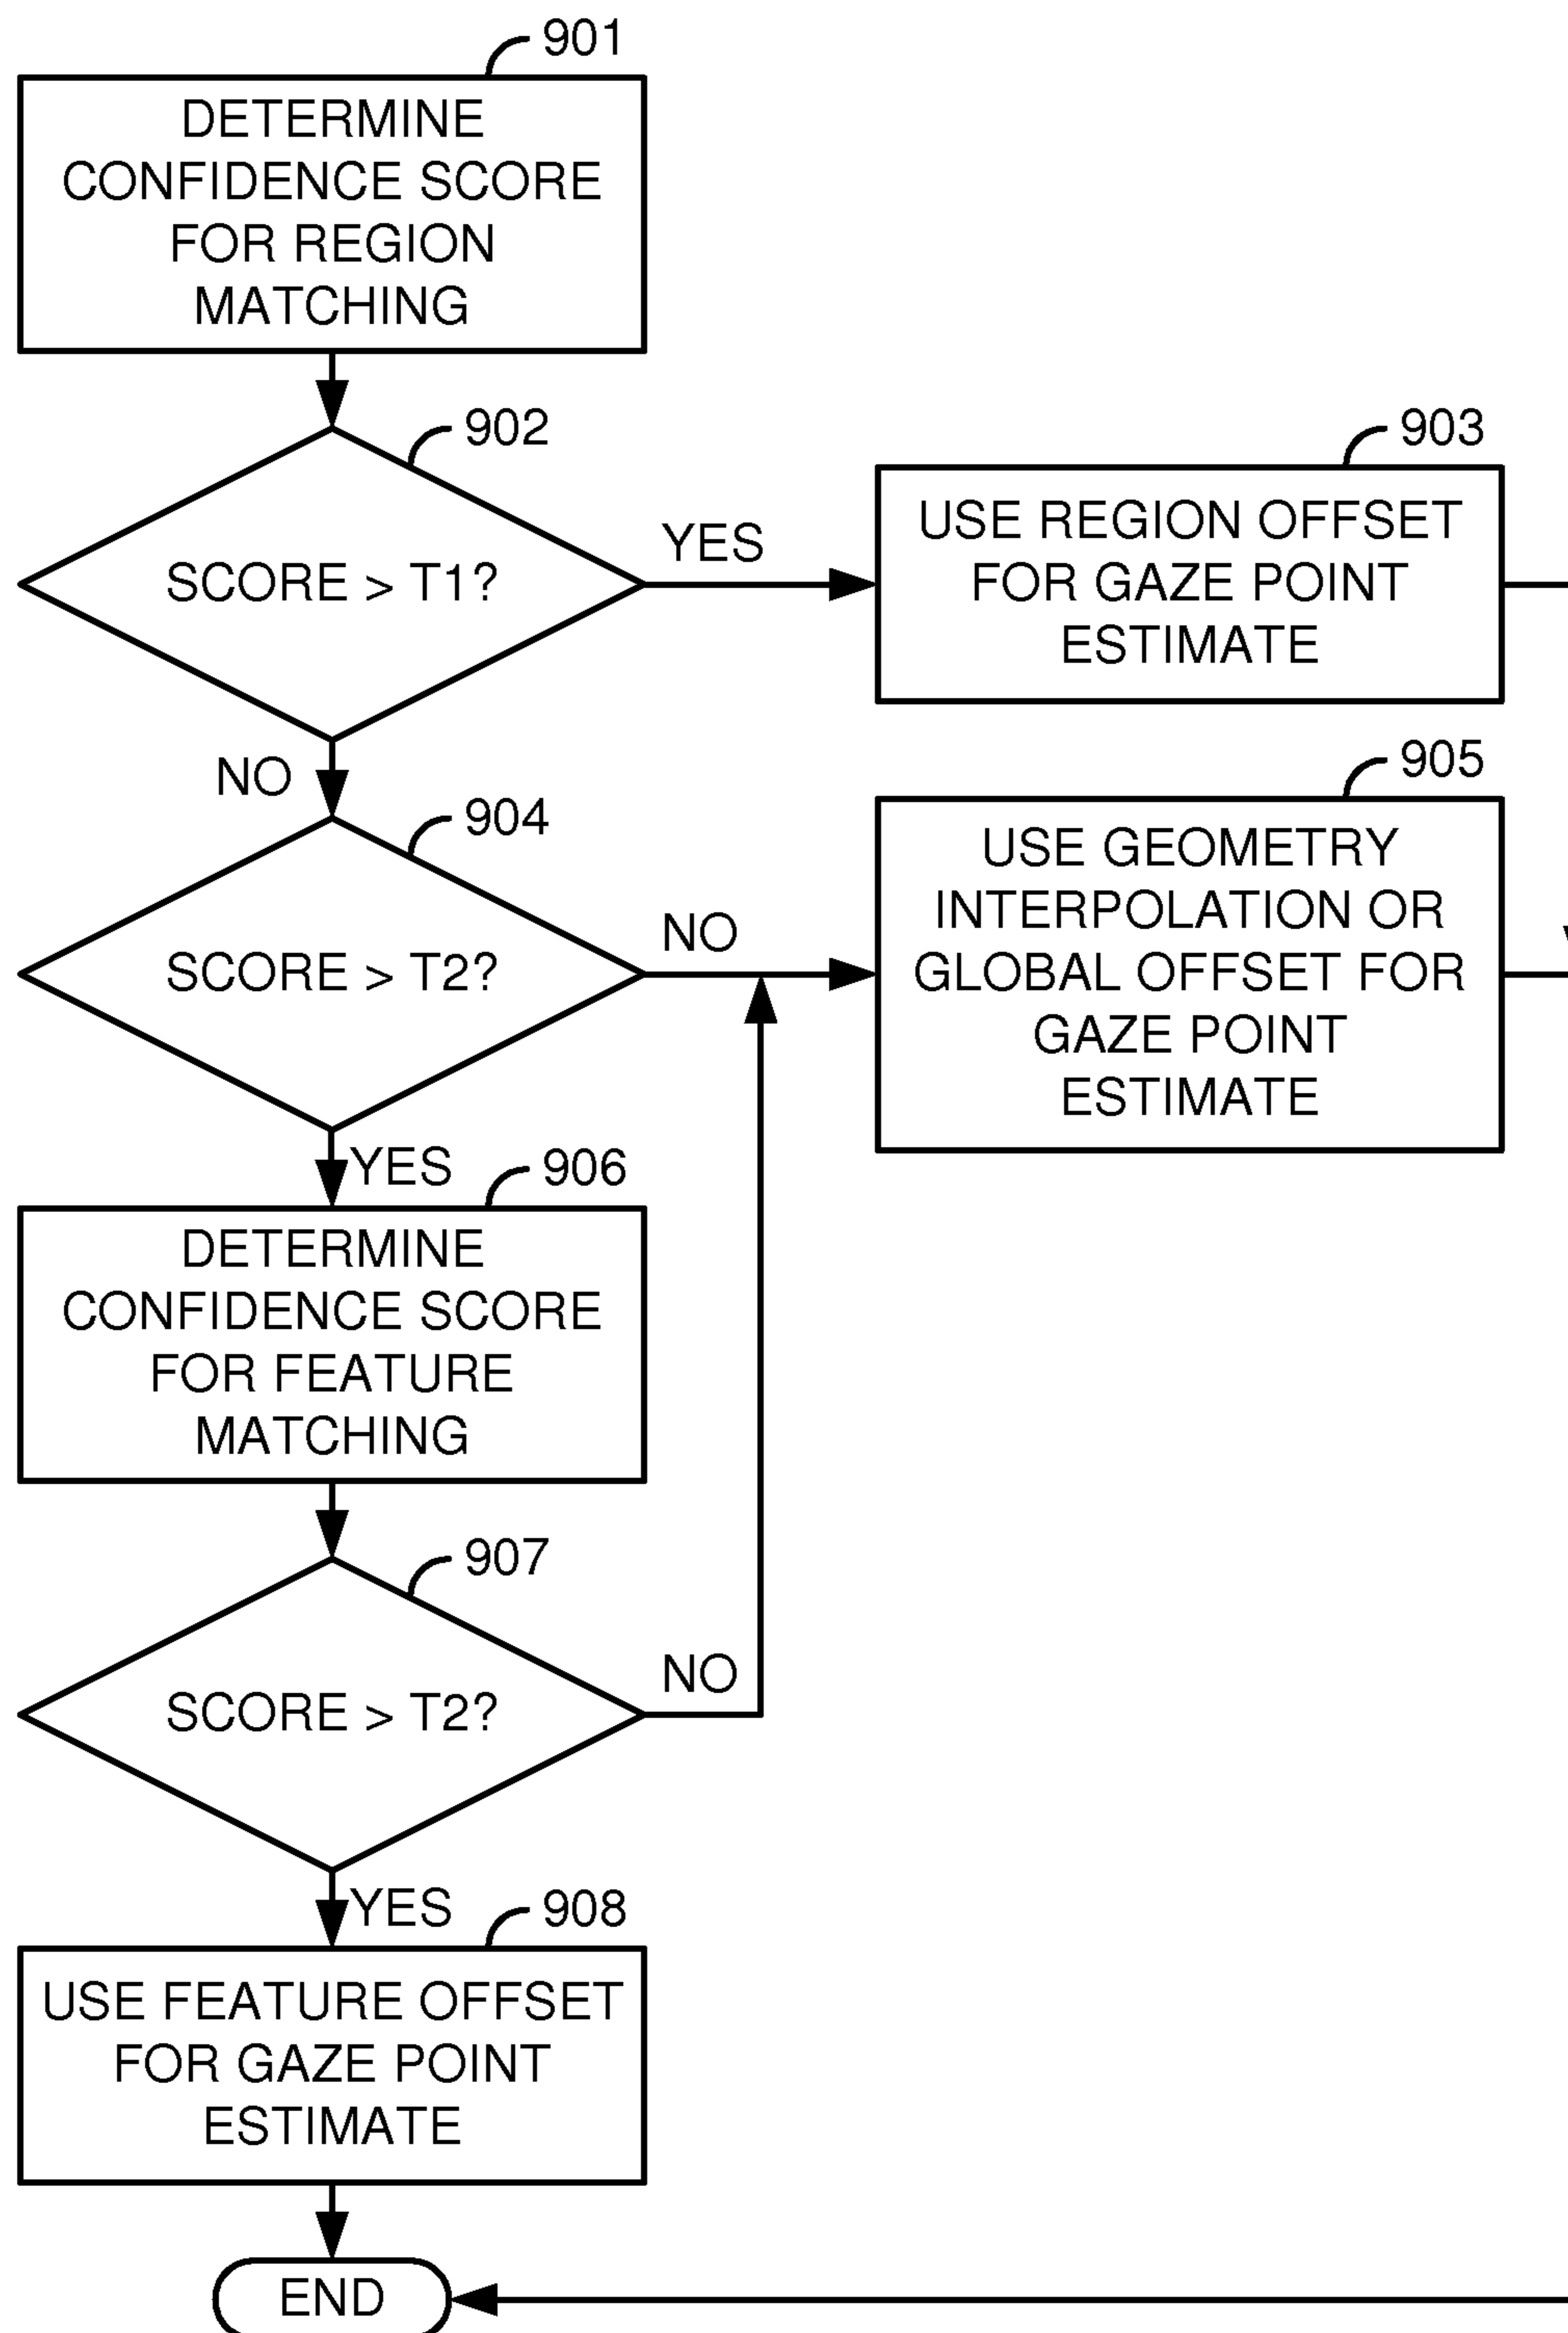 901
DETERMINE
CONFIDENCE SCORE
FOR REGION
MATCHING
902
SCORE > T1?
YES
903
USE REGION OFFSET
FOR GAZE POINT
ESTIMATE
NO
904
SCORE > T2?
NO
905
USE GEOMETRY
INTERPOLATION OR
GLOBAL OFFSET FOR
GAZE POINT
ESTIMATE
YES
906
DETERMINE
CONFIDENCE SCORE
FOR FEATURE
MATCHING
907
SCORE > T2?
NO
YES
908
USE FEATURE OFFSET
FOR GAZE POINT
ESTIMATE
END